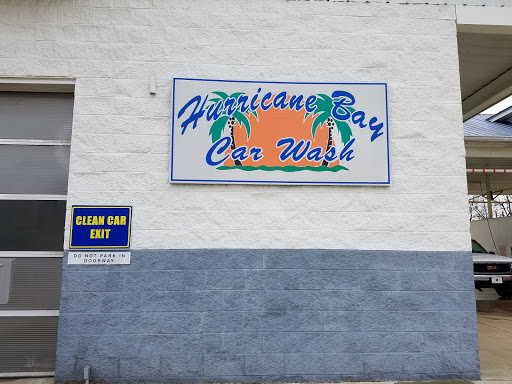 Hurricane Bay
Car Wash
CLEAN CAR
EXIT
DO NOT PARK IN
DOORWAY